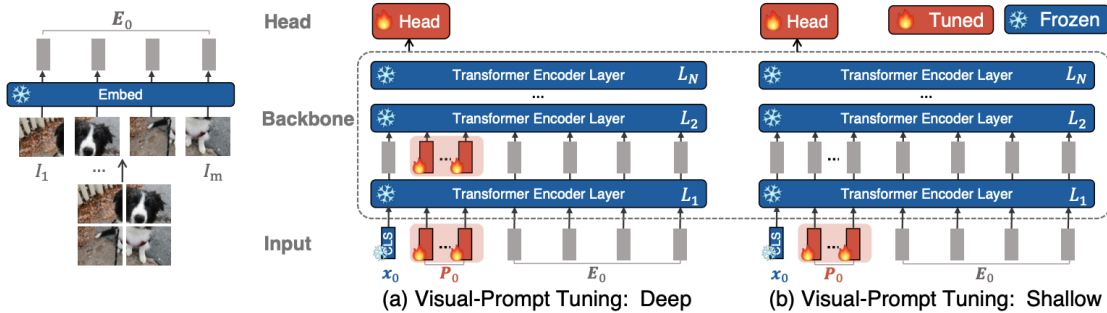 E₀
Embed
I₁ ... Iₘ
Head
Backbone
Input
Head
Transformer Encoder Layer L_N
...
Transformer Encoder Layer L₂
...
Transformer Encoder Layer L₁
CLS ...
x₀ P₀ E₀
(a) Visual-Prompt Tuning: Deep
Head
Tuned
Frozen
Transformer Encoder Layer L_N
...
Transformer Encoder Layer L₂
...
Transformer Encoder Layer L₁
CLS ...
x₀ P₀ E₀
(b) Visual-Prompt Tuning: Shallow